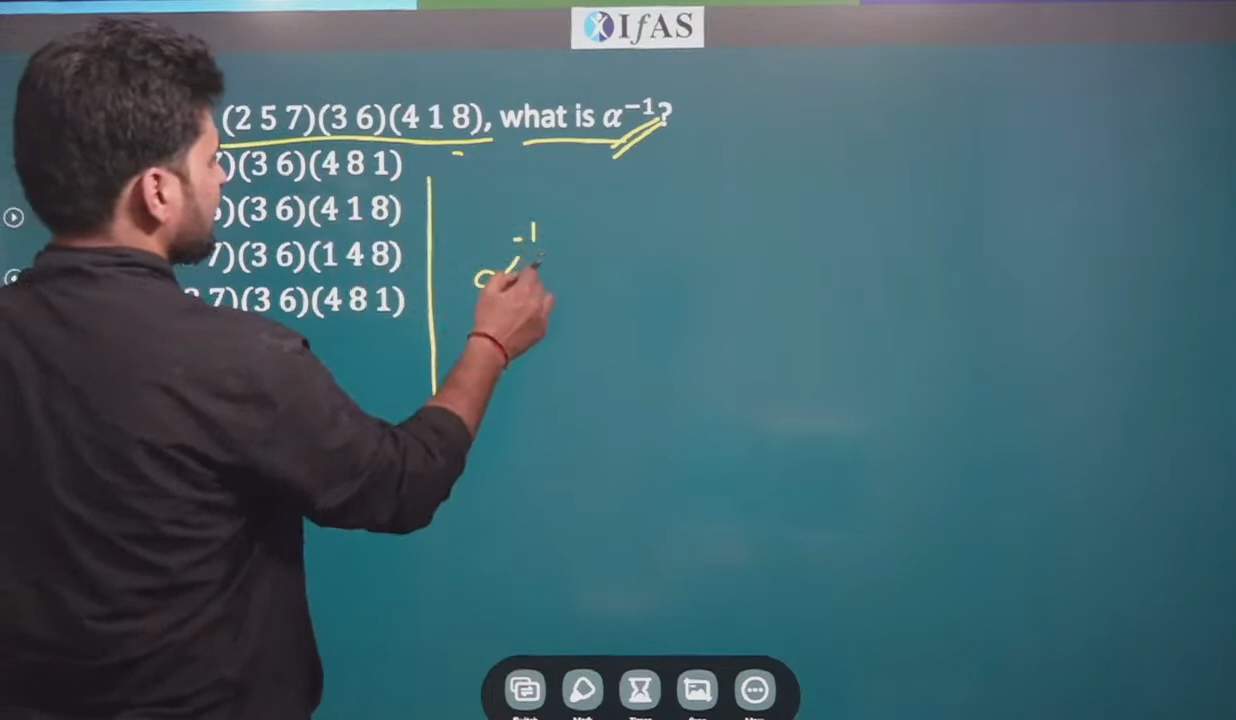 IfAS
(2 5 7)(3 6)(4 1 8), what is α⁻¹?
)(3 6)(4 8 1)
)(3 6)(4 1 8)
7)(3 6)(1 4 8)
7)(3 6)(4 8 1)
-1